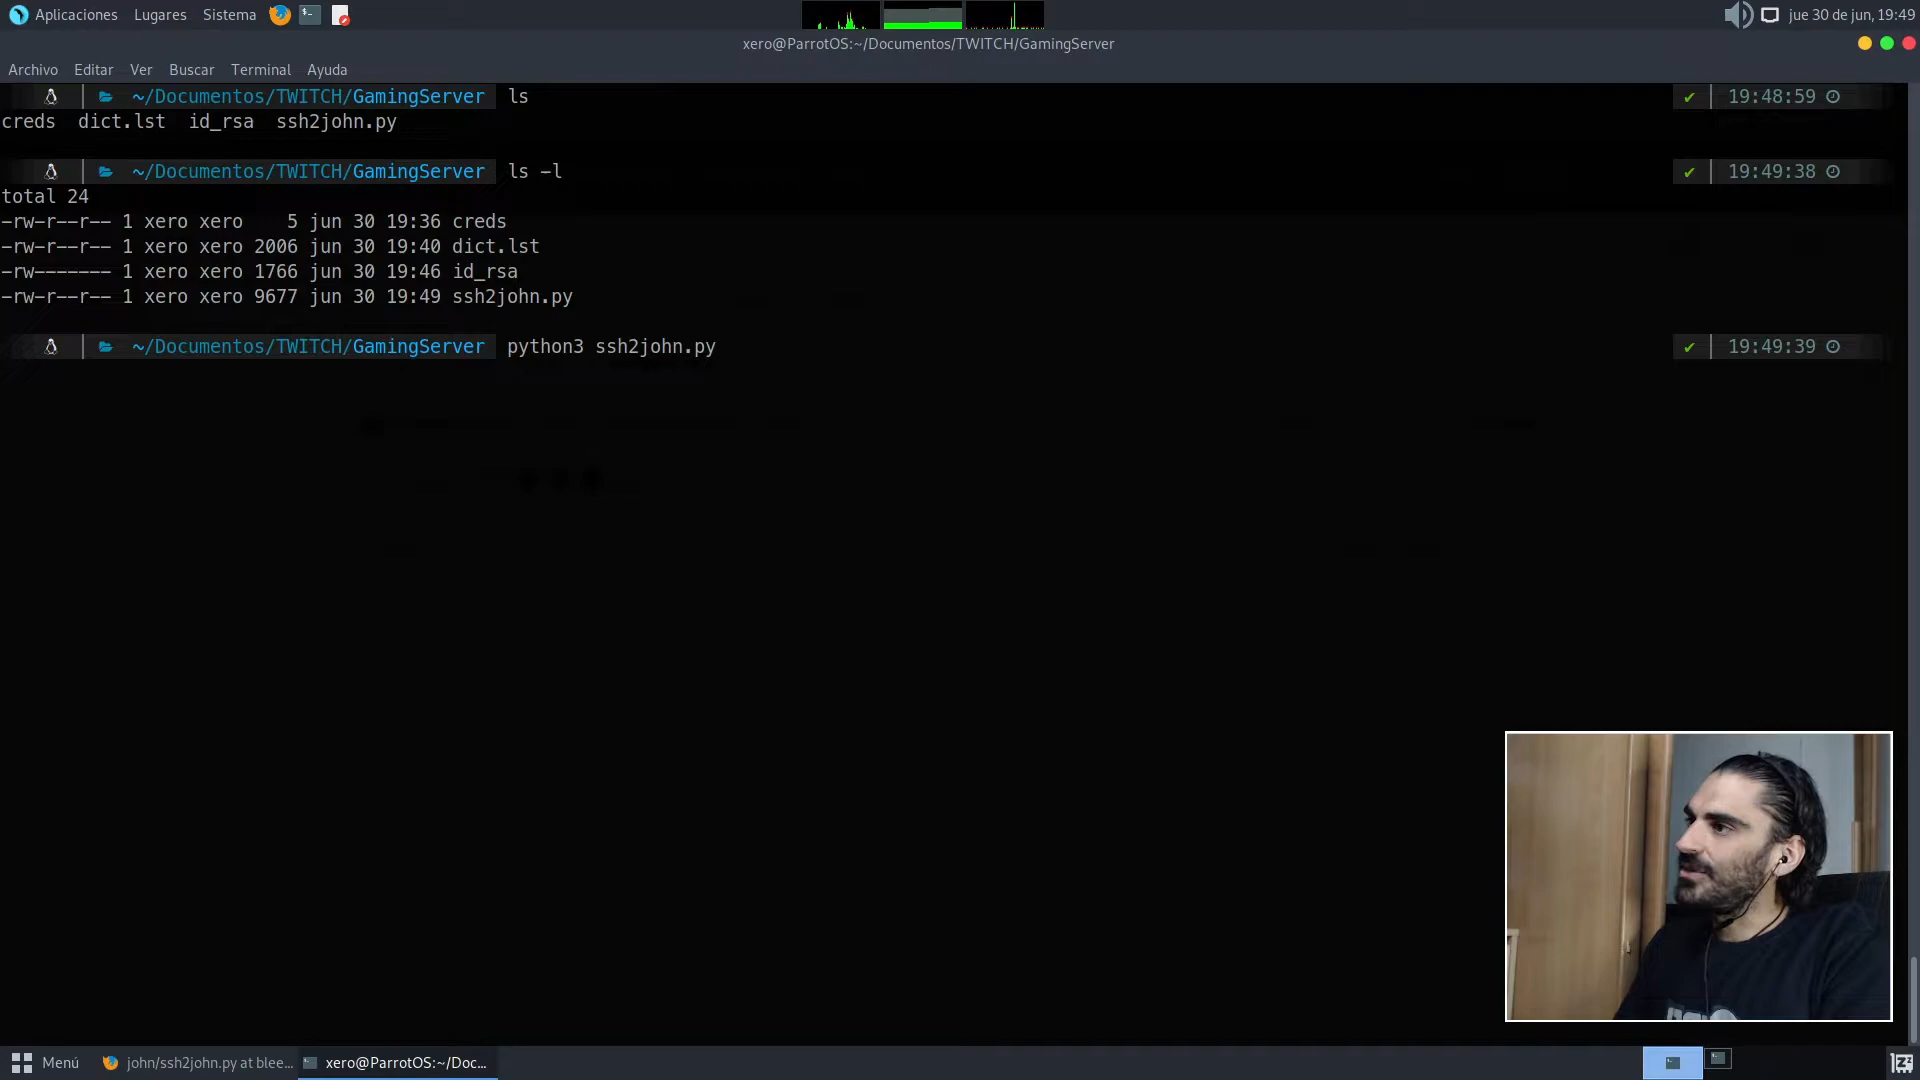 Aplicaciones Lugares Sistema jue 30 de jun, 19:49
xero@ParrotOS:~/Documentos/TWITCH/GamingServer
Archivo Editar Ver Buscar Terminal Ayuda
~/Documentos/TWITCH/GamingServer ls ✔ 19:48:59
creds dict.lst id_rsa ssh2john.py
~/Documentos/TWITCH/GamingServer ls -l ✔ 19:49:38
total 24
-rw-r--r-- 1 xero xero 5 jun 30 19:36 creds
-rw-r--r-- 1 xero xero 2006 jun 30 19:40 dict.lst
-rw------- 1 xero xero 1766 jun 30 19:46 id_rsa
-rw-r--r-- 1 xero xero 9677 jun 30 19:49 ssh2john.py
~/Documentos/TWITCH/GamingServer python3 ssh2john.py ✔ 19:49:39
Menú john/ssh2john.py at blee... xero@ParrotOS:~/Doc...